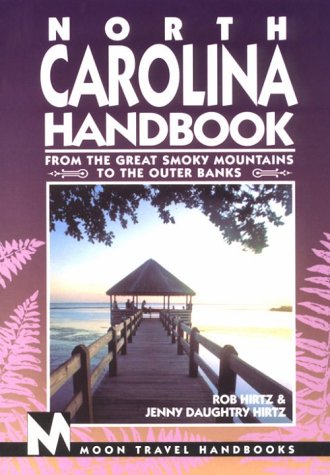 NORTH
CAROLINA
HANDBOOK
FROM THE GREAT SMOKY MOUNTAINS
TO THE OUTER BANKS
ROB HIRTZ &
JENNY DAUGHTRY HIRTZ
M
MOON TRAVEL HANDBOOKS